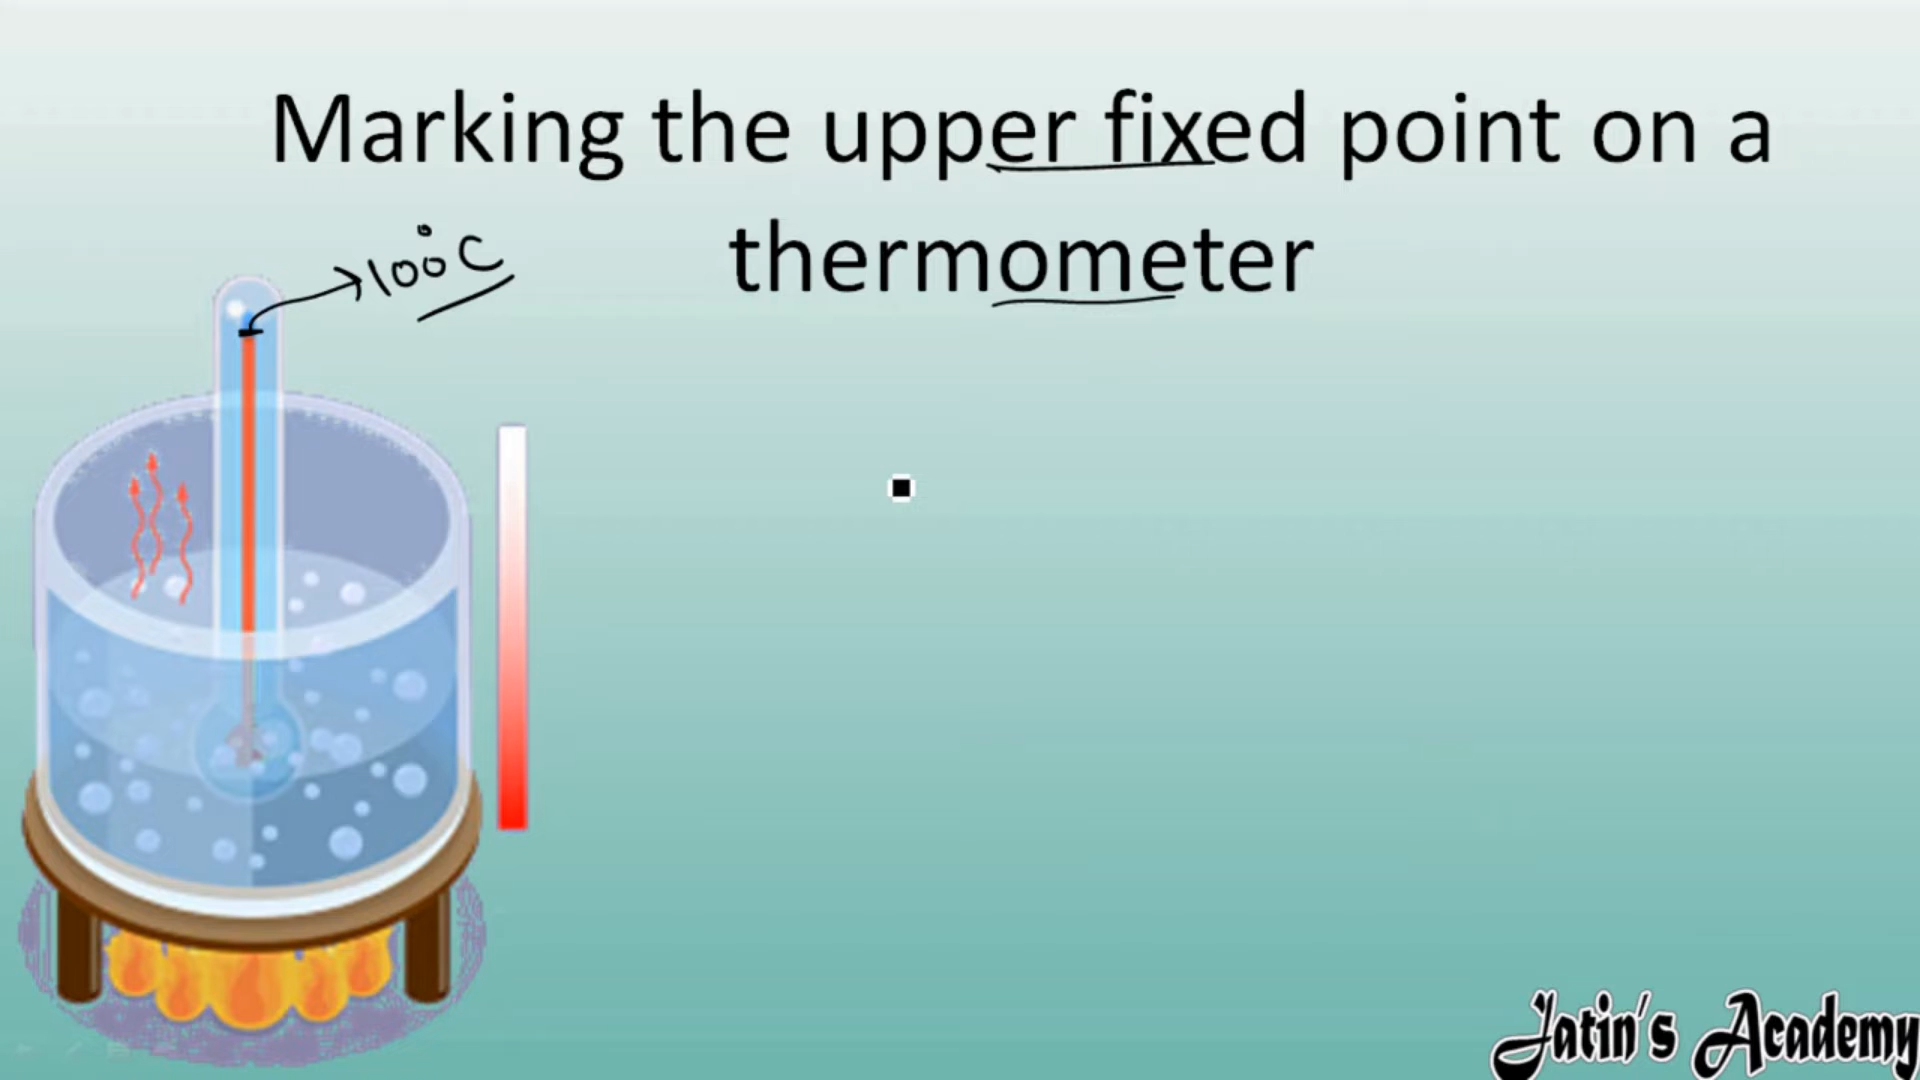 Marking the upper fixed point on a
thermometer
100°C
Jatin's Academy